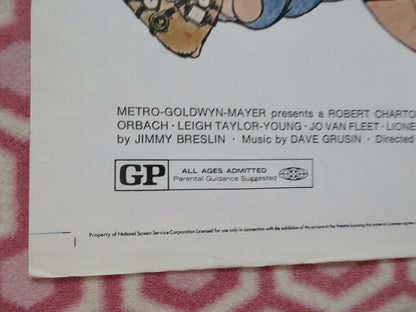 METRO-GOLDWYN-MAYER presents a ROBERT CHARTO
ORBACH · LEIGH TAYLOR-YOUNG · JO VAN FLEET · LIONE
by JIMMY BRESLIN · Music by DAVE GRUSIN · Directed
GP
ALL AGES ADMITTED
Parental Guidance Suggested
Property of National Screen Service Corporation Licensed for use only in connection with the exhibition of this picture at the theatre licensing this material. Licensee agrees